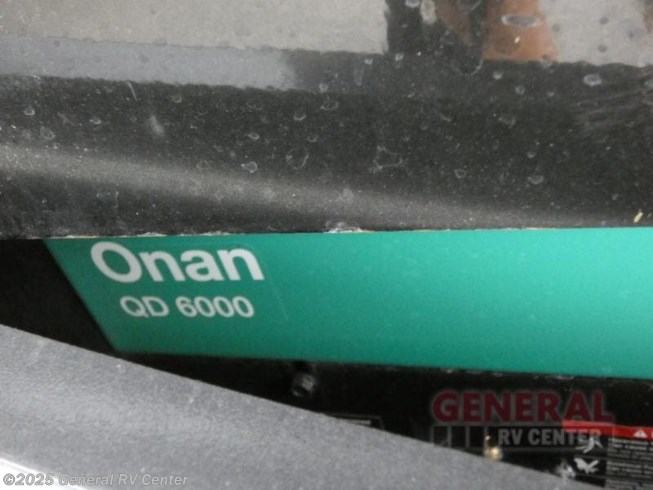 Onan
QD 6000
GENERAL
RV CENTER
©2025 General RV Center